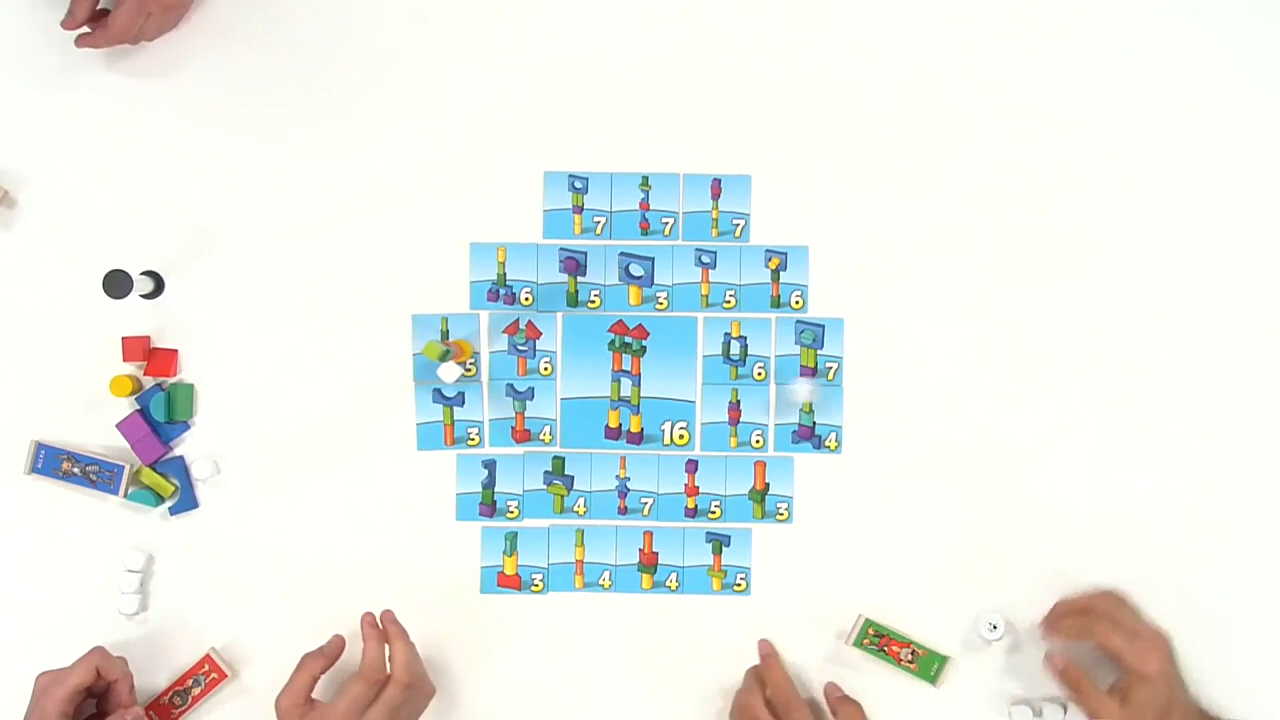 7 7 7
6 5 3 5 6
5 6 6 7
3 4 16 6 4
3 4 7 5 3
3 4 4 5